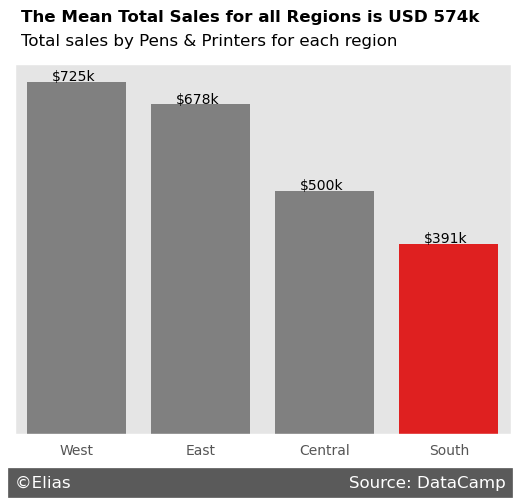 The Mean Total Sales for all Regions is USD 574k
Total sales by Pens & Printers for each region
$725k
$678k
$500k
$391k
West East Central South
©Elias Source: DataCamp